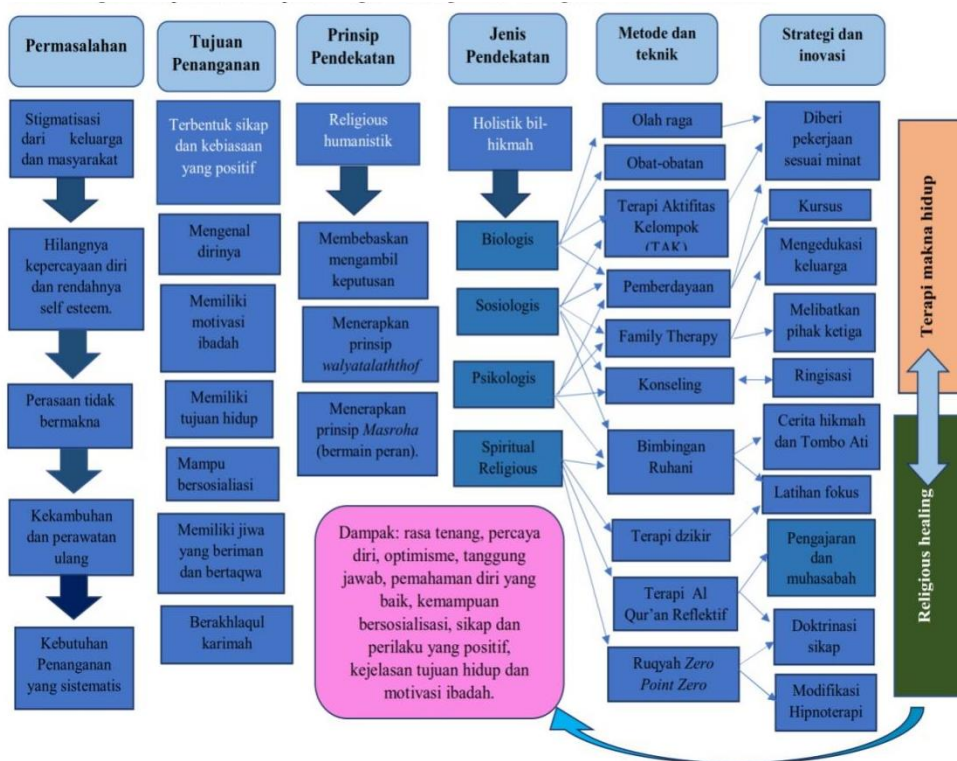 Permasalahan
Stigmatisasi
dari keluarga
dan masyarakat
Hilangnya
kepercayaan diri
dan rendahnya
self esteem.
Perasaan tidak
bermakna
Kekambuhan
dan perawatan
ulang
Kebutuhan
Penanganan
yang sistematis
Tujuan
Penanganan
Terbentuk sikap
dan kebiasaan
yang positif
Mengenal
dirinya
Memiliki
motivasi
ibadah
Memiliki
tujuan hidup
Mampu
bersosialiasi
Memiliki jiwa
yang beriman
dan bertaqwa
Berakhlaqul
karimah
Prinsip
Pendekatan
Religious
humanistik
Membebaskan
mengambil
keputusan
Menerapkan
prinsip
walyatalaththof
Menerapkan
prinsip Masroha
(bermain peran).
Jenis
Pendekatan
Holistik bil-
hikmah
Biologis
Sosiologis
Psikologis
Spiritual
Religious
Dampak: rasa tenang, percaya
diri, optimisme, tanggung
jawab, pemahaman diri yang
baik, kemampuan
bersosialisasi, sikap dan
perilaku yang positif,
kejelasan tujuan hidup dan
motivasi ibadah.
Metode dan
teknik
Olah raga
Obat-obatan
Terapi Aktifitas
Kelompok
(TAK)
Pemberdayaan
Family Therapy
Konseling
Bimbingan
Ruhani
Terapi dzikir
Terapi Al
Qur'an Reflektif
Ruqyah Zero
Point Zero
Strategi dan
inovasi
Diberi
pekerjaan
sesuai minat
Kursus
Mengedukasi
keluarga
Melibatkan
pihak ketiga
Ringisasi
Cerita hikmah
dan Tombo Ati
Latihan fokus
Pengajaran
dan
muhasabah
Doktrinasi
sikap
Modifikasi
Hipnoterapi
Terapi makna hidup
Religious healing